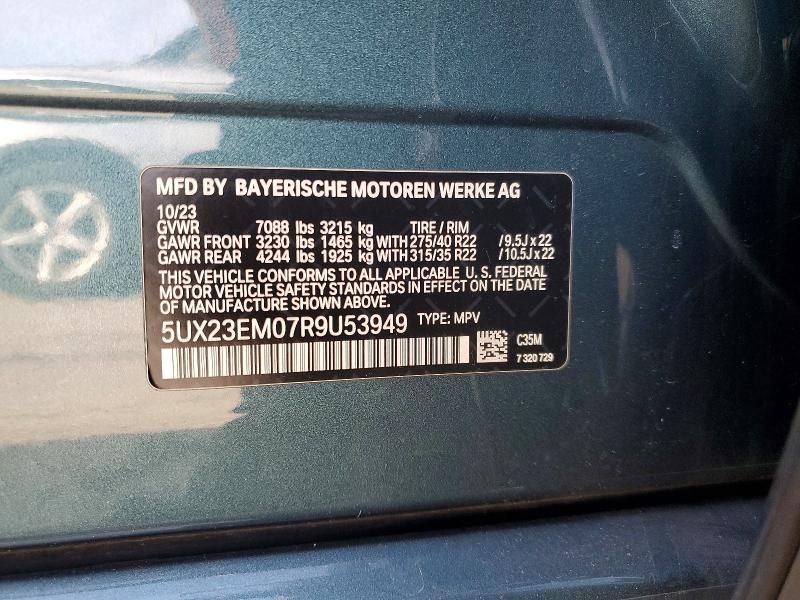 MFD BY BAYERISCHE MOTOREN WERKE AG
10/23
GVWR 7088 lbs 3215 kg TIRE / RIM
GAWR FRONT 3230 lbs 1465 kg WITH 275/40 R22 /9.5J x 22
GAWR REAR 4244 lbs 1925 kg WITH 315/35 R22 /10.5J x 22
THIS VEHICLE CONFORMS TO ALL APPLICABLE U.S. FEDERAL
MOTOR VEHICLE SAFETY STANDARDS IN EFFECT ON THE DATE
OF MANUFACTURE SHOWN ABOVE.
5UX23EM07R9U53949 TYPE: MPV
C35M
7 320 729